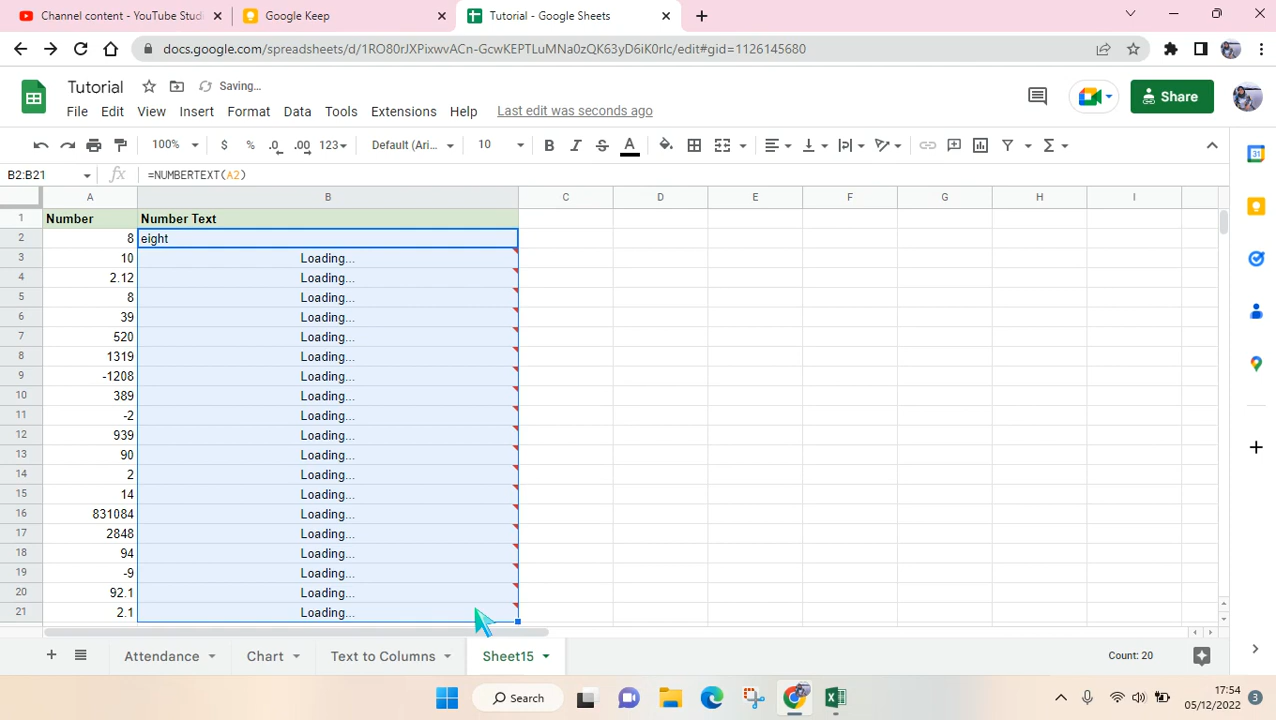 Channel content - YouTube Stud
Google Keep
Tutorial - Google Sheets
docs.google.com/spreadsheets/d/1RO80rJXPixwvACn-GcwKEPTLuMNa0zQK63yD6iK0rlc/edit#gid=1126145680
Tutorial
Saving...
File Edit View Insert Format Data Tools Extensions Help Last edit was seconds ago
Share
100% $ % .0 .00 123 Default (Ari... 10 B I S A
B2:B21 fx =NUMBERTEXT(A2)
A B C D E F G H I
1 Number Number Text
2 8 eight
3 10 Loading...
4 2.12 Loading...
5 8 Loading...
6 39 Loading...
7 520 Loading...
8 1319 Loading...
9 -1208 Loading...
10 389 Loading...
11 -2 Loading...
12 939 Loading...
13 90 Loading...
14 2 Loading...
15 14 Loading...
16 831084 Loading...
17 2848 Loading...
18 94 Loading...
19 -9 Loading...
20 92.1 Loading...
21 2.1 Loading...
Attendance Chart Text to Columns Sheet15 Count: 20
Search
17:54
05/12/2022
3
31